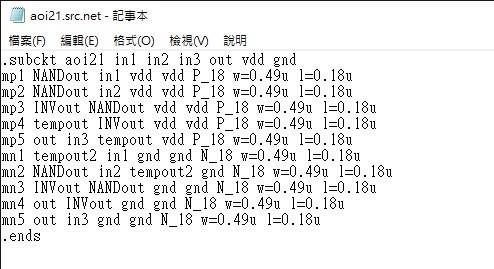 aoi21.src.net - 記事本
檔案(F) 編輯(E) 格式(O) 檢視(V) 說明
.subckt aoi21 in1 in2 in3 out vdd gnd
mp1 NANDout in1 vdd vdd P_18 w=0.49u l=0.18u
mp2 NANDout in2 vdd vdd P_18 w=0.49u l=0.18u
mp3 INVout NANDout vdd vdd P_18 w=0.49u l=0.18u
mp4 tempout INVout vdd vdd P_18 w=0.49u l=0.18u
mp5 out in3 tempout vdd P_18 w=0.49u l=0.18u
mn1 tempout2 in1 gnd gnd N_18 w=0.49u l=0.18u
mn2 NANDout in2 tempout2 gnd N_18 w=0.49u l=0.18u
mn3 INVout NANDout gnd gnd N_18 w=0.49u l=0.18u
mn4 out INVout gnd gnd N_18 w=0.49u l=0.18u
mn5 out in3 gnd gnd N_18 w=0.49u l=0.18u
.ends